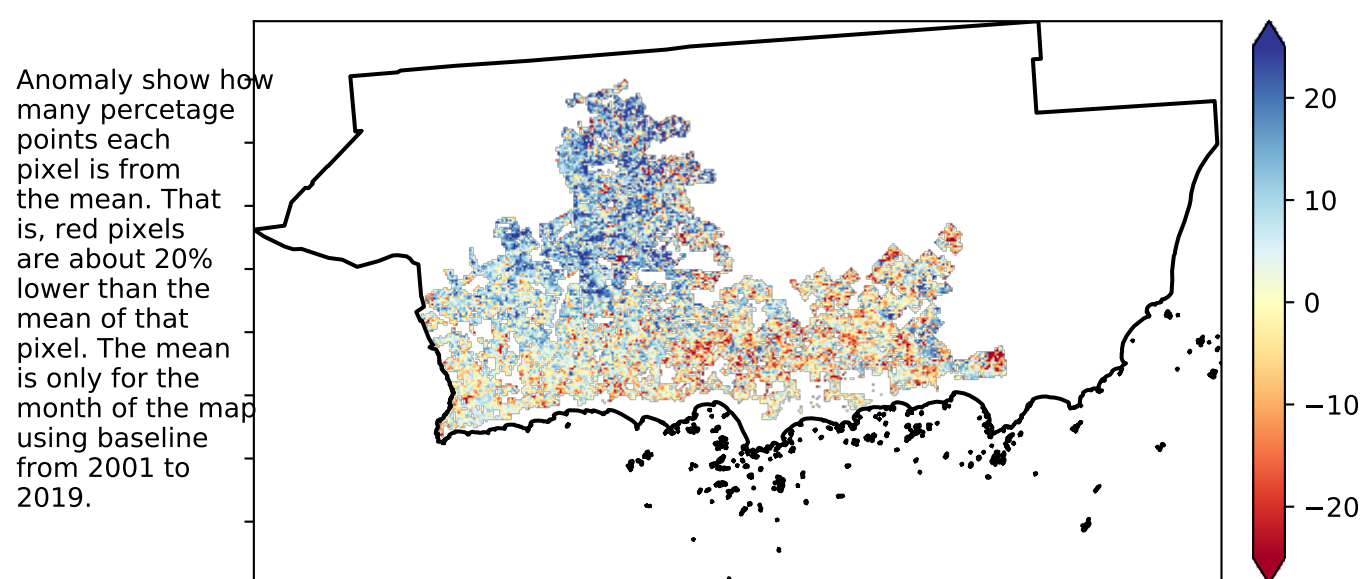 Anomaly show how
many percetage
points each
pixel is from
the mean. That
is, red pixels
are about 20%
lower than the
mean of that
pixel. The mean
is only for the
month of the map
using baseline
from 2001 to
2019.
20
10
0
−10
−20